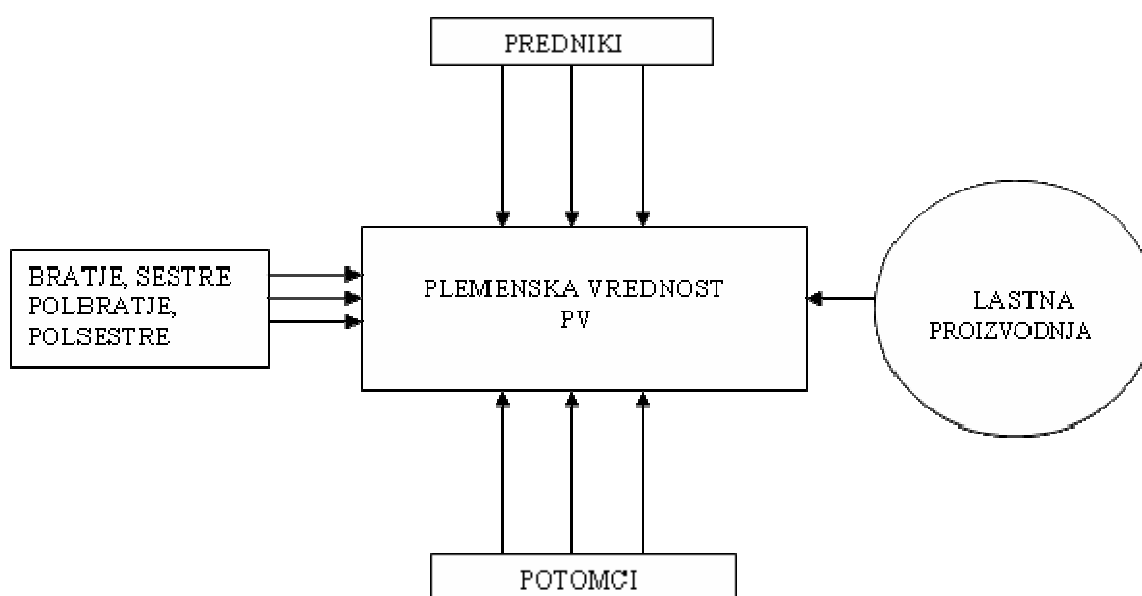 PREDNIKI
BRATJE, SESTRE
POLBRATJE,
POLSESTRE
PLEMENSKA VREDNOST
PV
LASTNA
PROIZVODNJA
POTOMCI